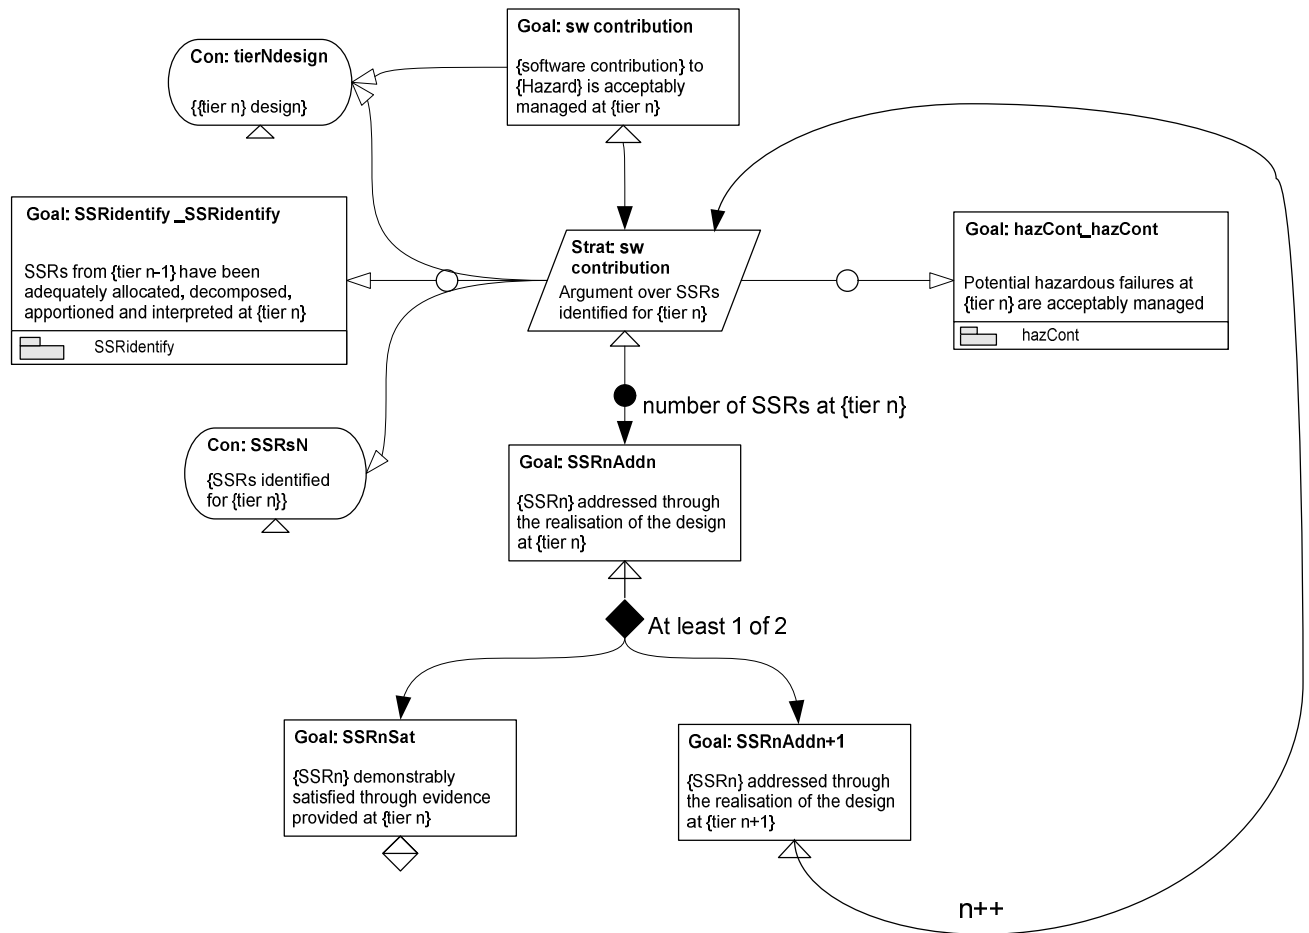 Goal: sw contribution
{software contribution} to
{Hazard} is acceptably
managed at {tier n}
Con: tierNdesign
{{tier n} design}
Goal: SSRidentify _SSRidentify
SSRs from {tier n-1} have been
adequately allocated, decomposed,
apportioned and interpreted at {tier n}
SSRidentify
Strat: sw
contribution
Argument over SSRs
identified for {tier n}
Goal: hazCont_hazCont
Potential hazardous failures at
{tier n} are acceptably managed
hazCont
number of SSRs at {tier n}
Con: SSRsN
{SSRs identified
for {tier n}}
Goal: SSRnAddn
{SSRn} addressed through
the realisation of the design
at {tier n}
At least 1 of 2
Goal: SSRnSat
{SSRn} demonstrably
satisfied through evidence
provided at {tier n}
Goal: SSRnAddn+1
{SSRn} addressed through
the realisation of the design
at {tier n+1}
n++